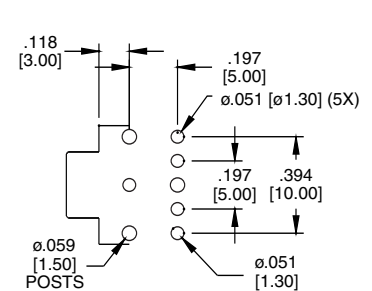 .118
[3.00]
.197
[5.00]
ø.051 [ø1.30] (5X)
.197
[5.00]
.394
[10.00]
ø.059
[1.50]
POSTS
ø.051
[1.30]